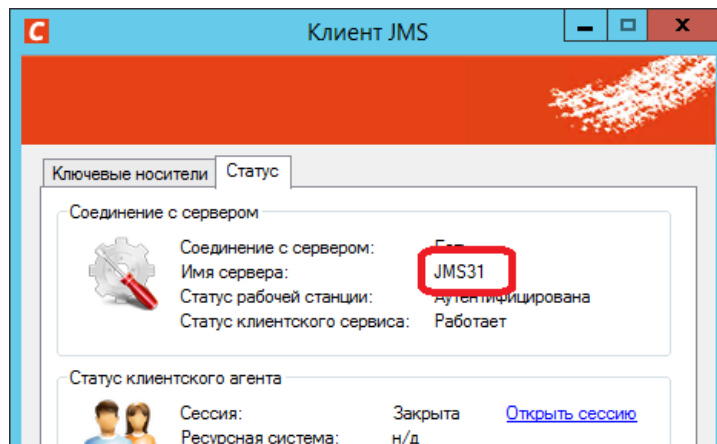 C Клиент JMS
Ключевые носители Статус
Соединение с сервером
Соединение с сервером:
Имя сервера: JMS31
Статус рабочей станции: Аутентифицирована
Статус клиентского сервиса: Работает
Статус клиентского агента
Сессия: Закрыта Открыть сессию
Ресурсная система: н/д